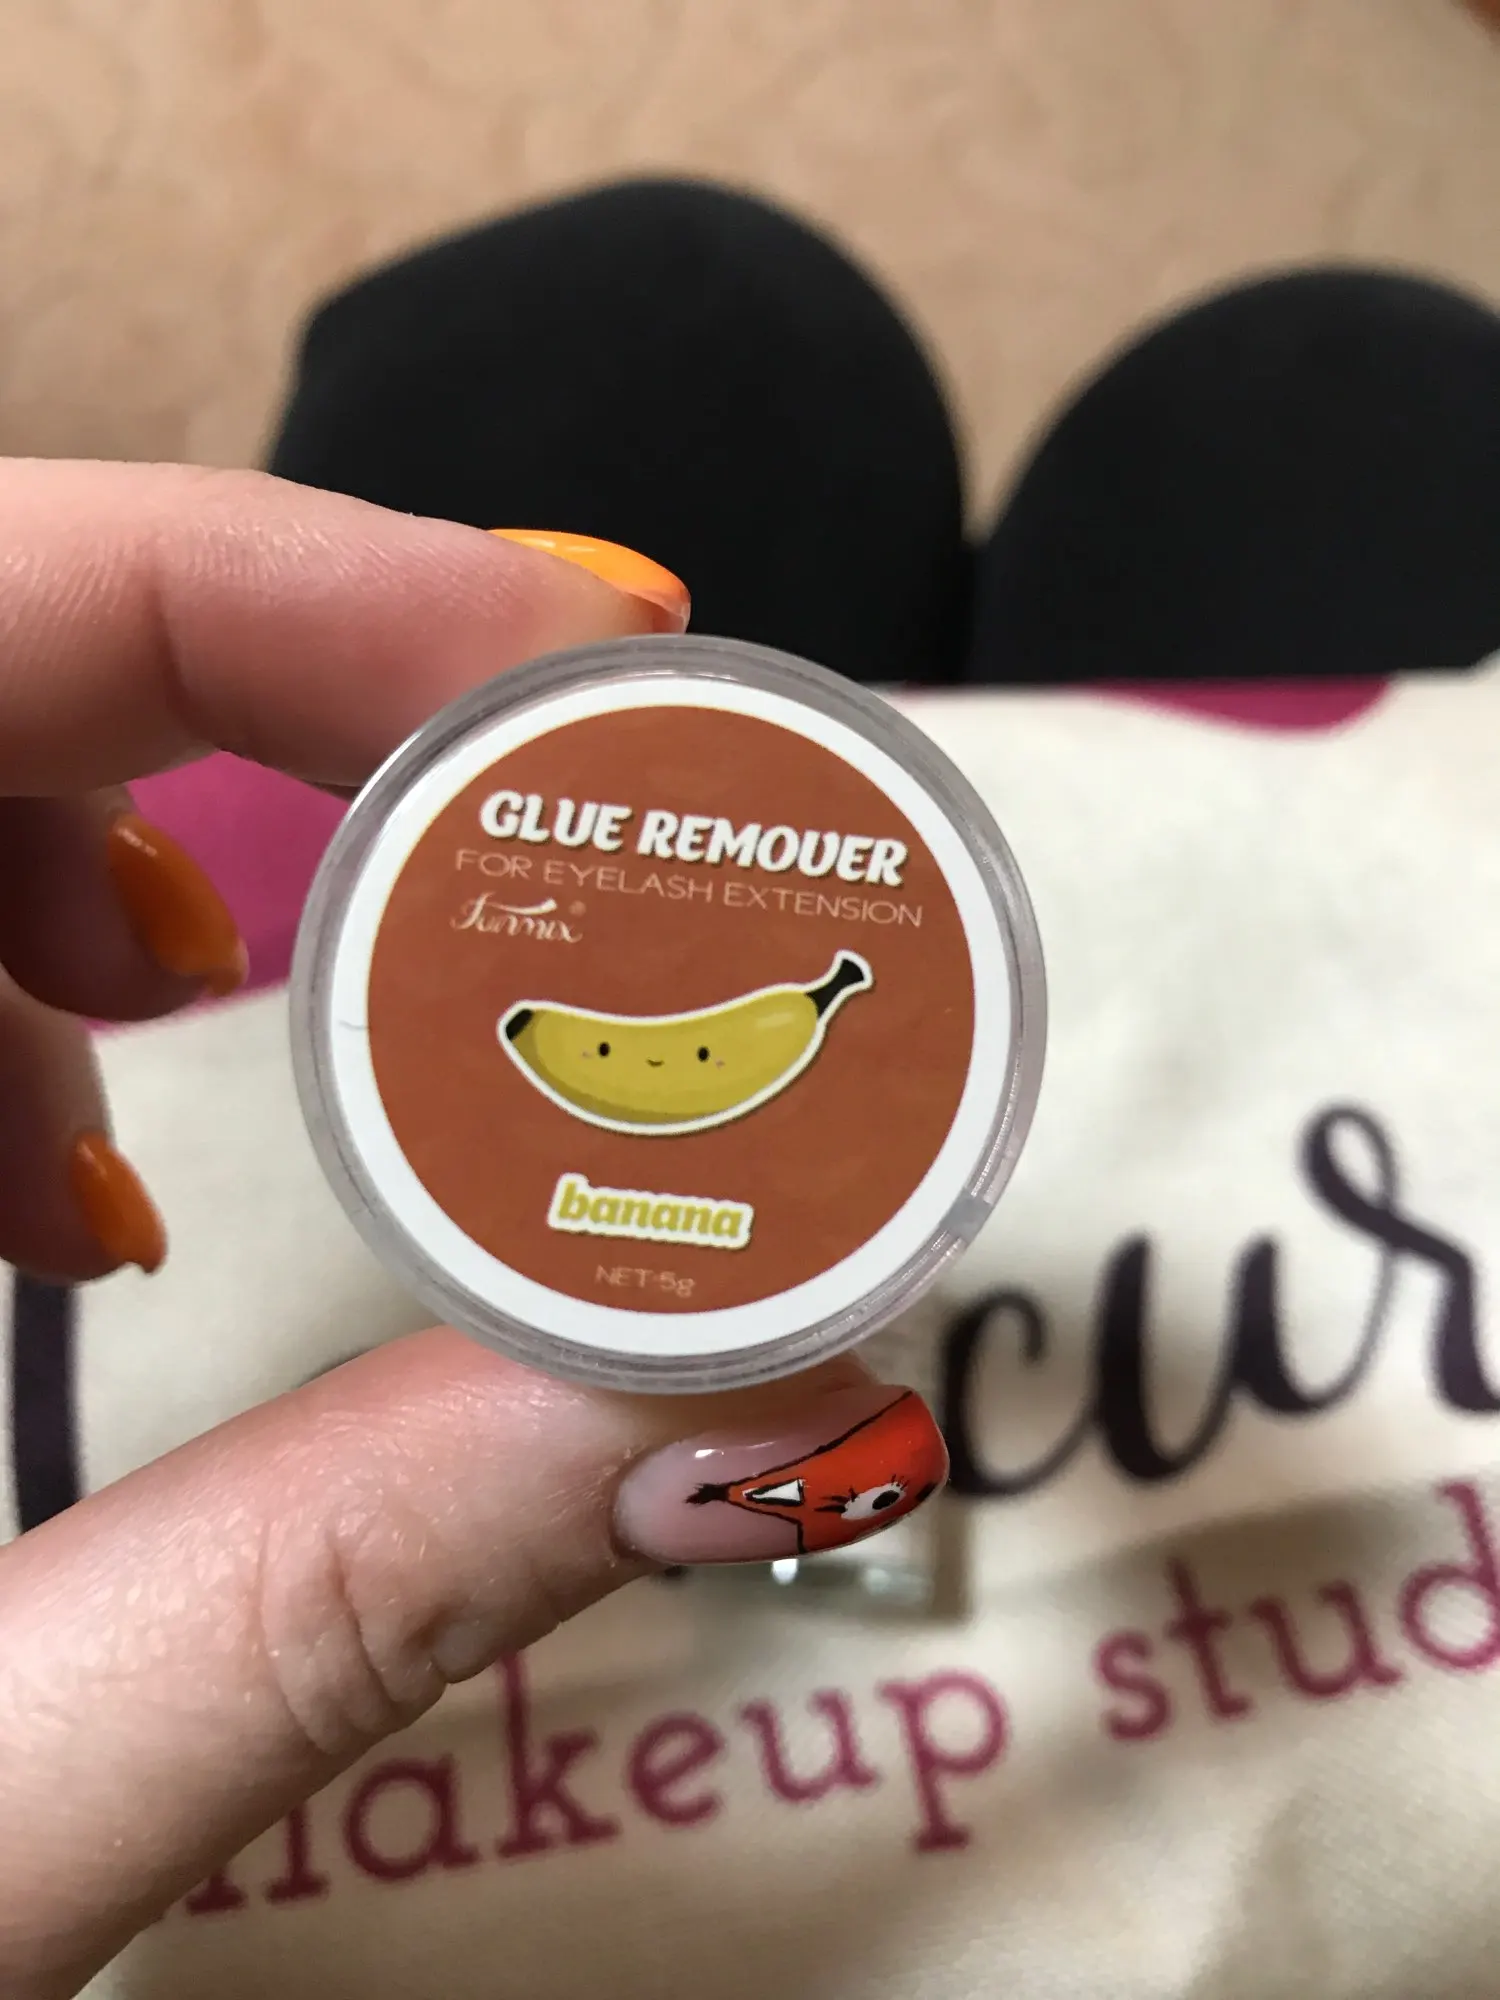 GLUE REMOVER
FOR EYELASH EXTENSION
Funmix®
banana
NET:5g
cur
makeup stud